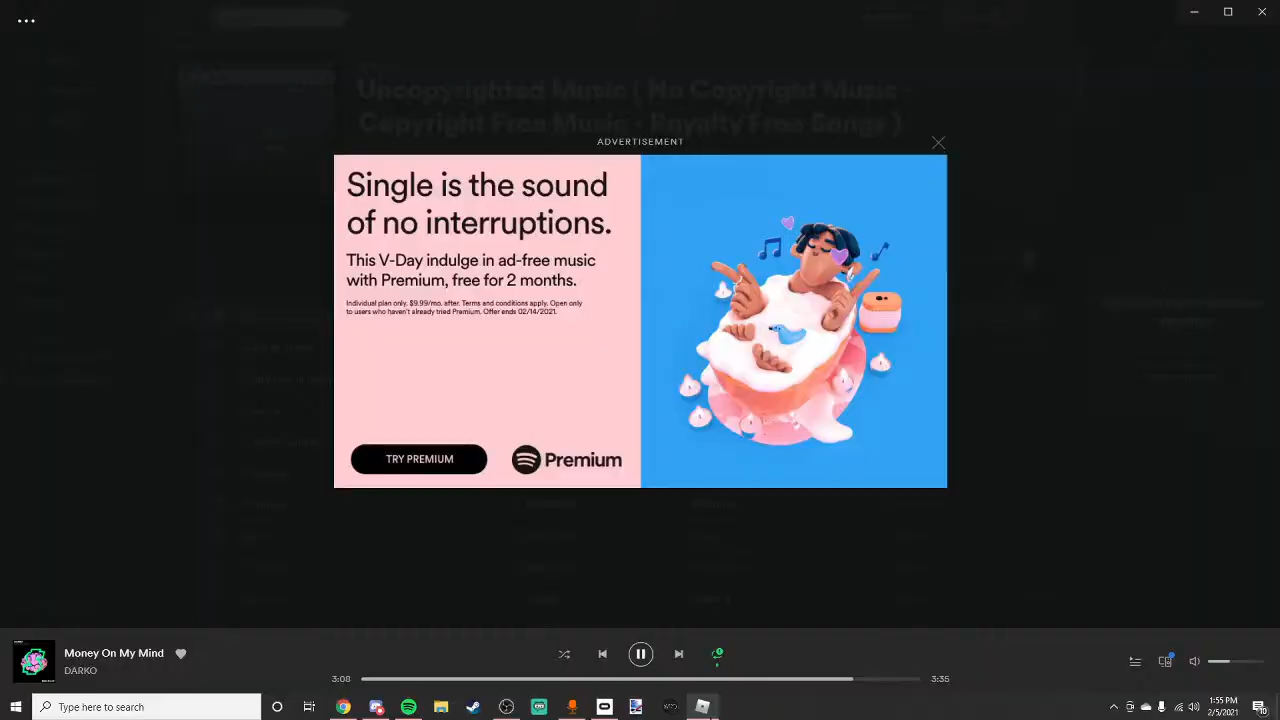 Uncopyrighted Music ( No Copyright Music -
Copyright Free Music - Royalty Free Songs )
ADVERTISEMENT
Single is the sound
of no interruptions.
This V-Day indulge in ad-free music
with Premium, free for 2 months.
Individual plan only. $9.99/mo. after. Terms and conditions apply. Open only
to users who haven't already tried Premium. Offer ends 02/14/2021.
TRY PREMIUM
Premium
Money On My Mind
DARKO
3:08
3:35
Type here to search
1:55 PM
2/5/2021